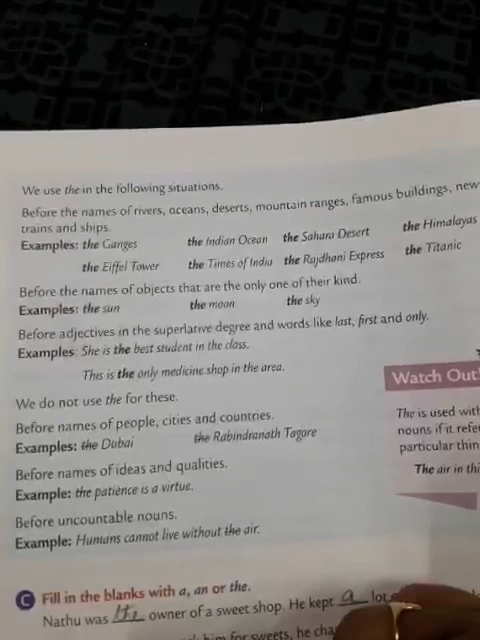 We use the in the following situations.
Before the names of rivers, oceans, deserts, mountain ranges, famous buildings, new
trains and ships.
Examples: the Ganges the Indian Ocean the Sahara Desert the Himalayas
the Eiffel Tower the Times of India the Rajdhani Express the Titanic
Before the names of objects that are the only one of their kind.
Examples: the sun the moon the sky
Before adjectives in the superlative degree and words like last, first and only.
Examples: She is the best student in the class.
This is the only medicine shop in the area.
We do not use the for these.
Before names of people, cities and countries.
Examples: the Dubai the Rabindranath Tagore
Before names of ideas and qualities.
Example: the patience is a virtue.
Before uncountable nouns.
Example: Humans cannot live without the air.
Watch Out!
The is used with
nouns if it refe
particular thin
The air in thi
C Fill in the blanks with a, an or the.
Nathu was the owner of a sweet shop. He kept a lot
him for sweets, he cha